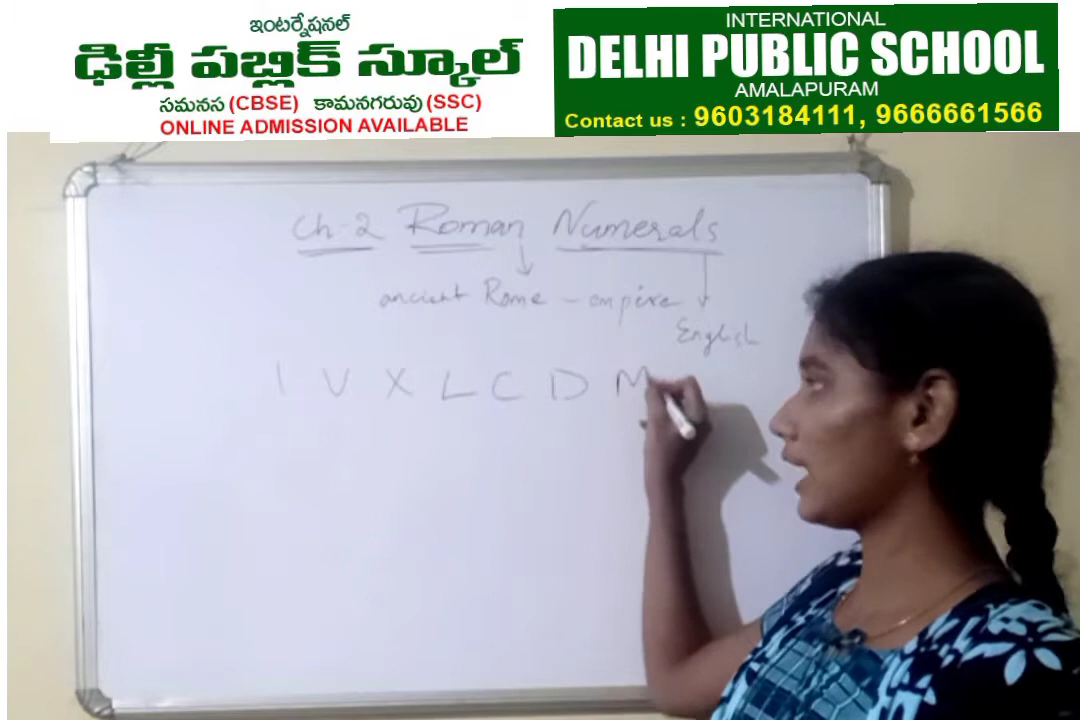 ఇంటర్నేషనల్
ఢిల్లీ పబ్లిక్ స్కూల్
సమనస (CBSE) కామనగరువు (SSC)
ONLINE ADMISSION AVAILABLE
INTERNATIONAL
DELHI PUBLIC SCHOOL
AMALAPURAM
Contact us : 9603184111, 9666661566
Ch-2 Roman Numerals
ancient Rome - empire
English
I V X L C D M